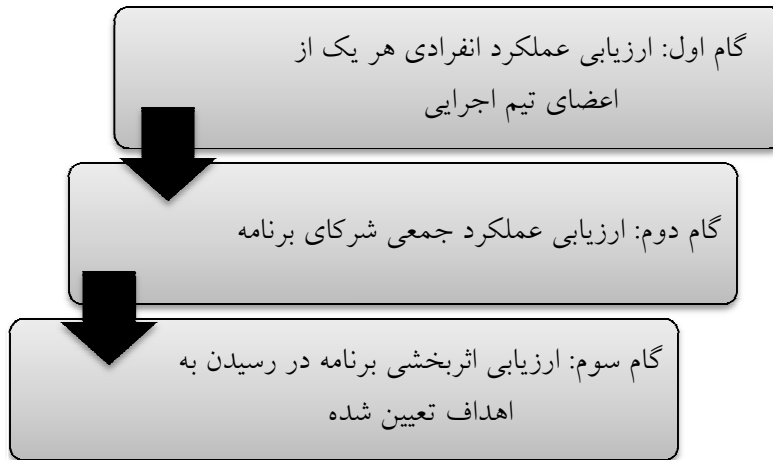 گام اول: ارزیابی عملکرد انفرادی هر یک از
اعضای تیم اجرایی
گام دوم: ارزیابی عملکرد جمعی شرکای برنامه
گام سوم: ارزیابی اثربخشی برنامه در رسیدن به
اهداف تعیین شده